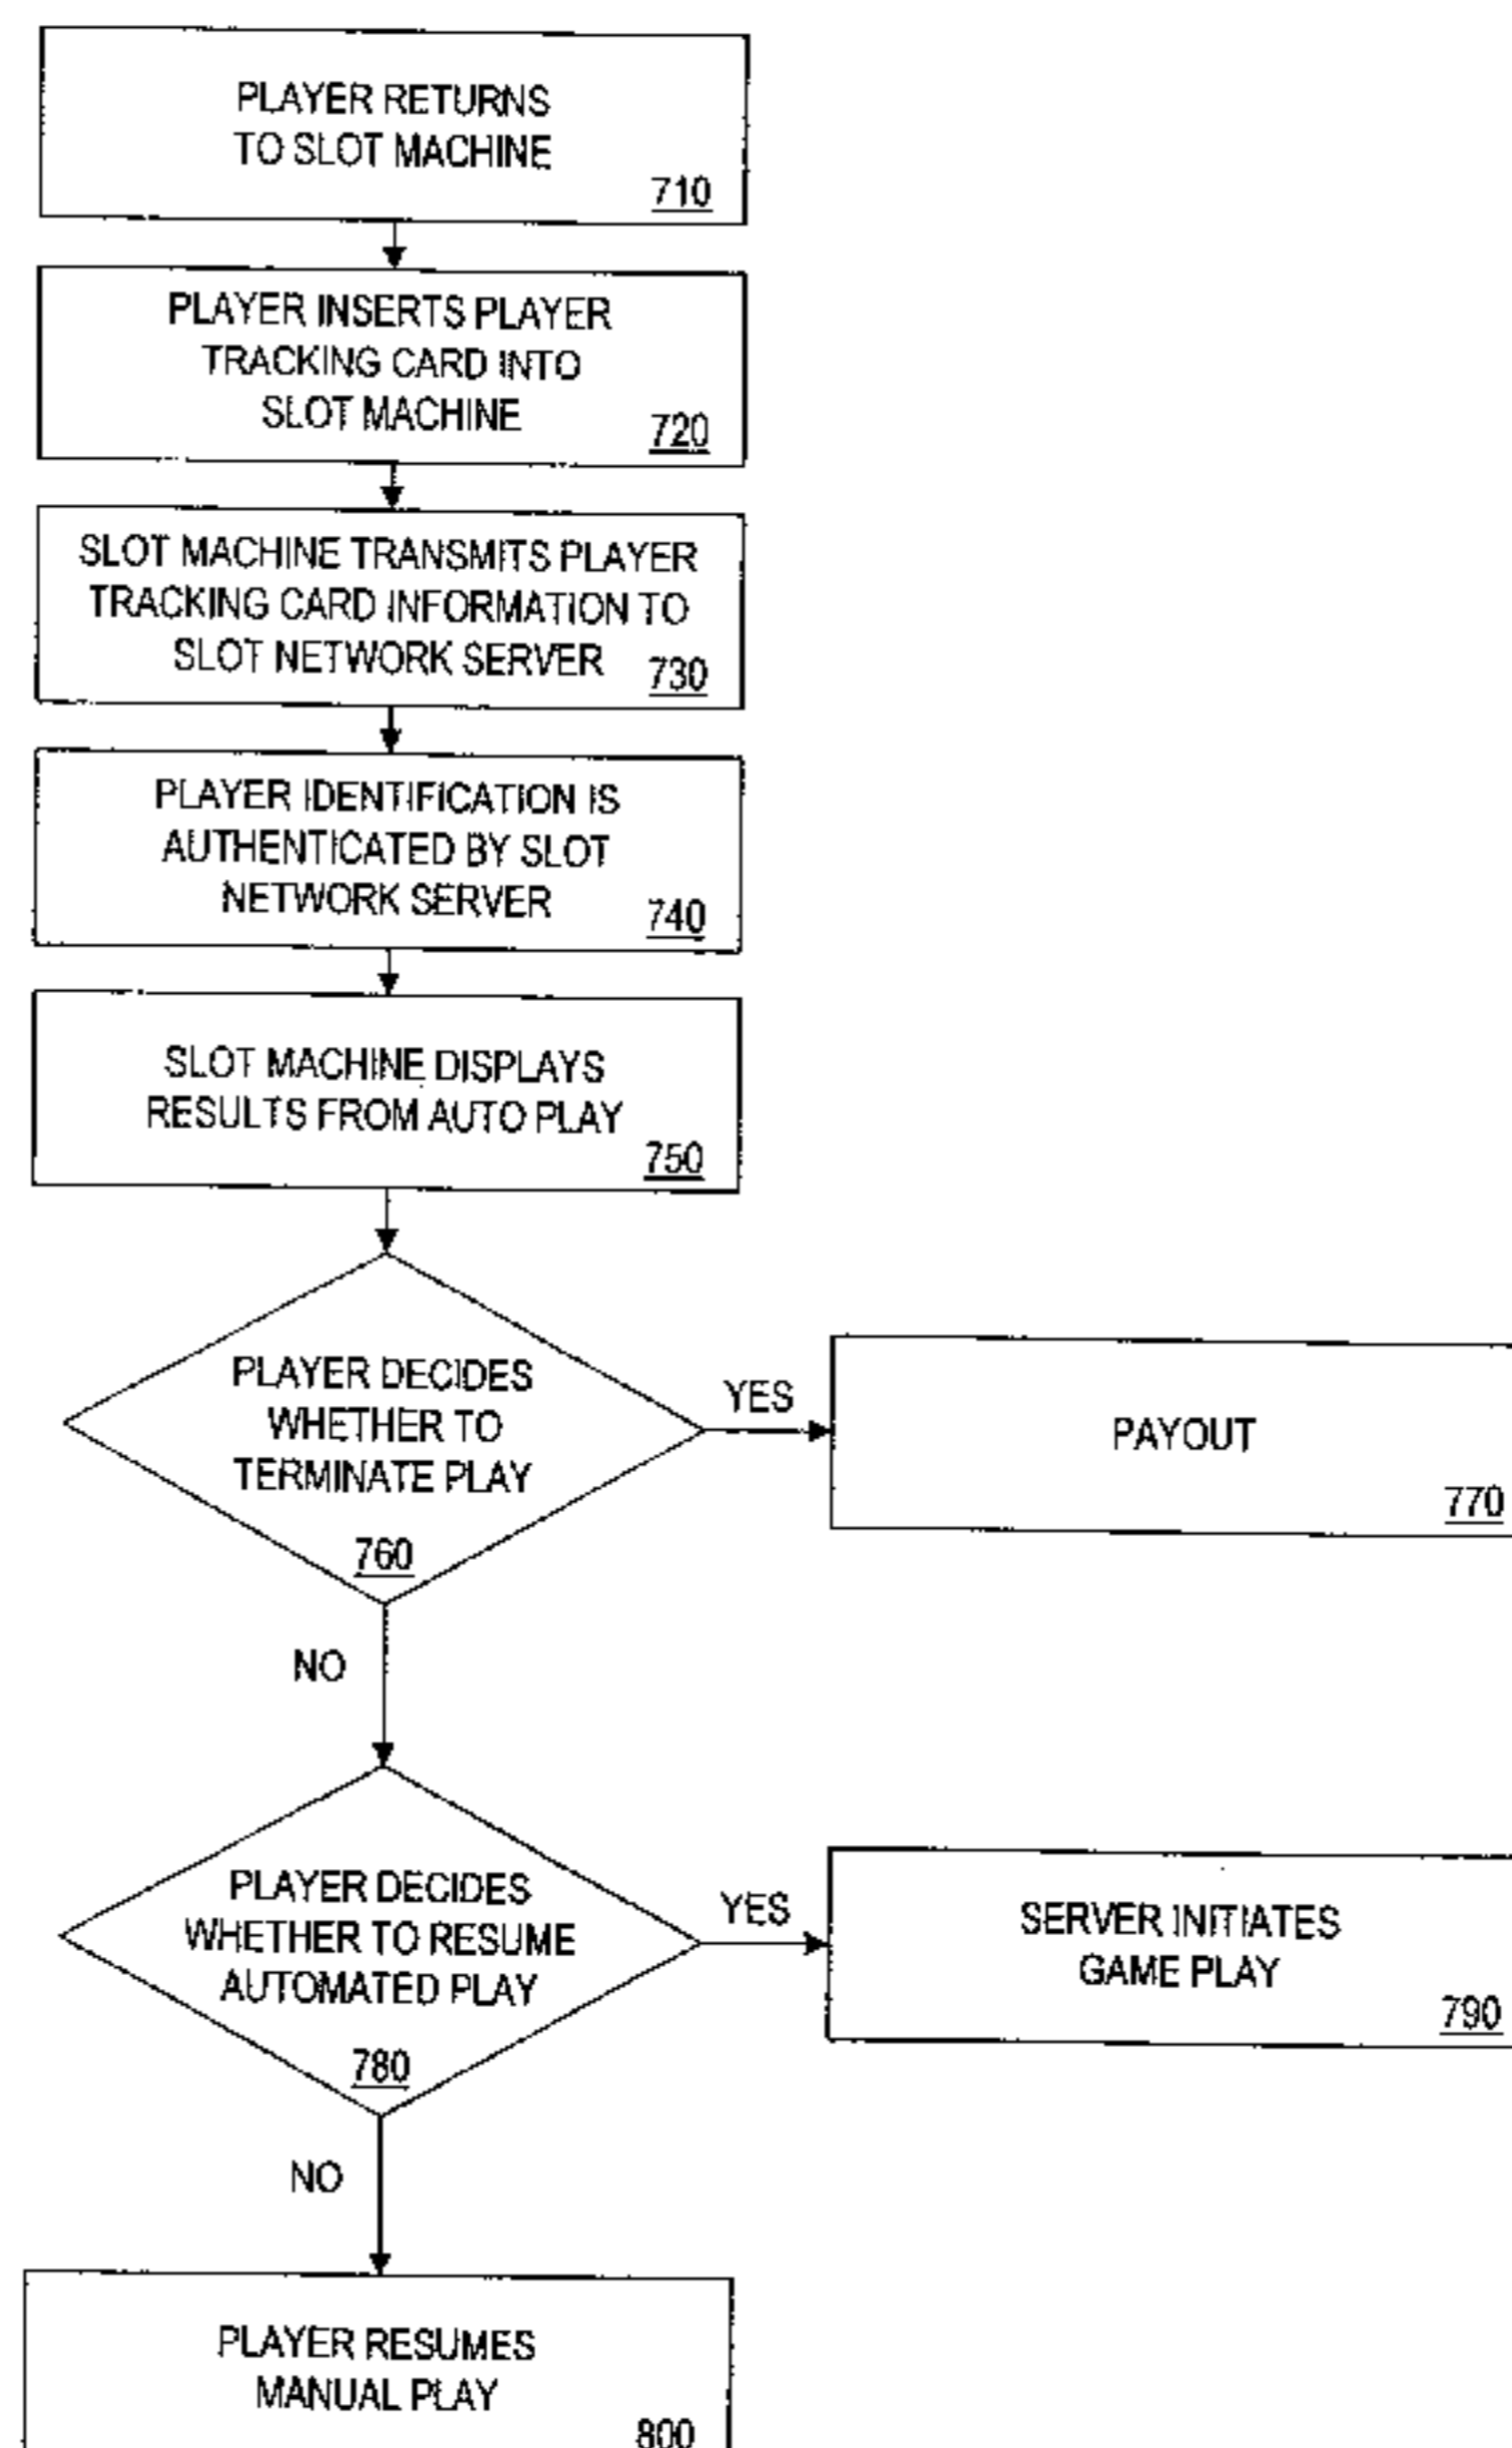 PLAYER RETURNS
TO SLOT MACHINE
710
PLAYER INSERTS PLAYER
TRACKING CARD INTO
SLOT MACHINE
720
SLOT MACHINE TRANSMITS PLAYER
TRACKING CARD INFORMATION TO
SLOT NETWORK SERVER
730
PLAYER IDENTIFICATION IS
AUTHENTICATED BY SLOT
NETWORK SERVER
740
SLOT MACHINE DISPLAYS
RESULTS FROM AUTO PLAY
750
PLAYER DECIDES
WHETHER TO
TERMINATE PLAY
760
YES
PAYOUT
770
NO
PLAYER DECIDES
WHETHER TO RESUME
AUTOMATED PLAY
780
YES
SERVER INITIATES
GAME PLAY
790
NO
PLAYER RESUMES
MANUAL PLAY
800